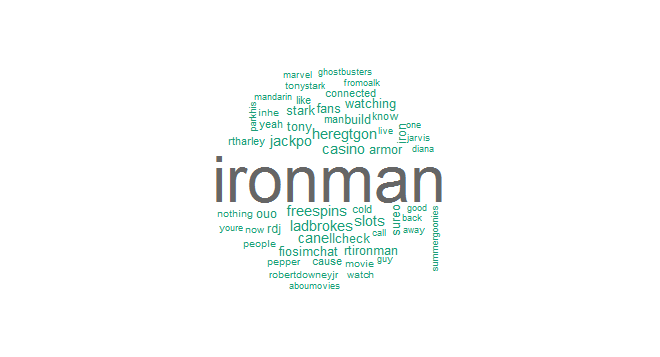 marvel ghostbusters
tonystark fromoalk
mandarin like connected
parkhis inhe stark fans watching
yeah tony man build know
rtharley jackpo heregtgon live iron one
casino armor jarvis
diana
ironman
nothing ouo freespins cold sureo good
youre now rdj ladbrokes slots back
people canellcheck call away
fiosimchat rtironman summergoonies
pepper cause movie guy
robertdowneyjr watch
aboumovies